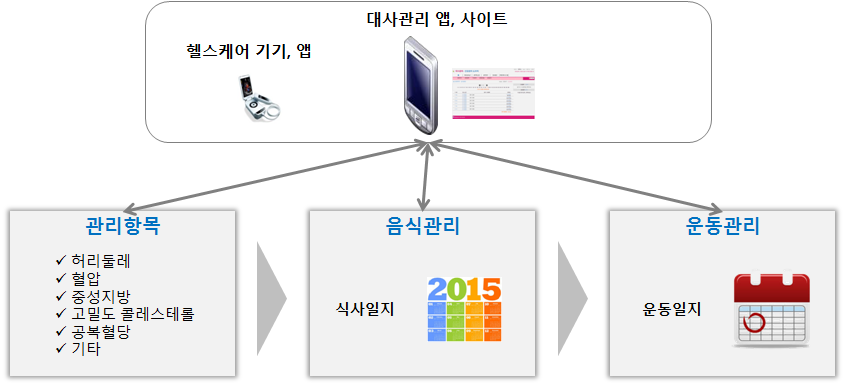 대사관리 앱, 사이트
헬스케어 기기, 앱
관리항목
✓ 허리둘레
✓ 혈압
✓ 중성지방
✓ 고밀도 콜레스테롤
✓ 공복혈당
✓ 기타
음식관리
식사일지
2015
운동관리
운동일지